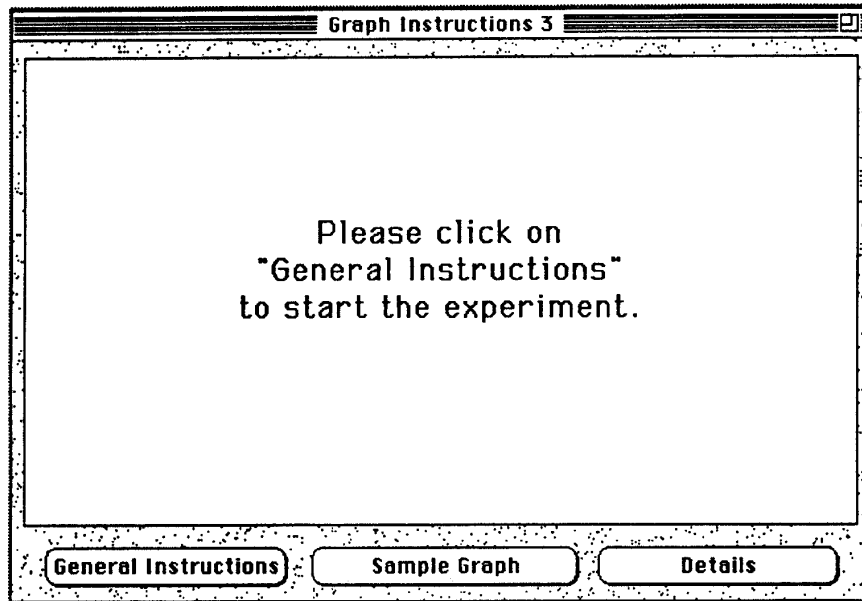 Graph Instructions 3
Please click on
"General Instructions"
to start the experiment.
General Instructions
Sample Graph
Details